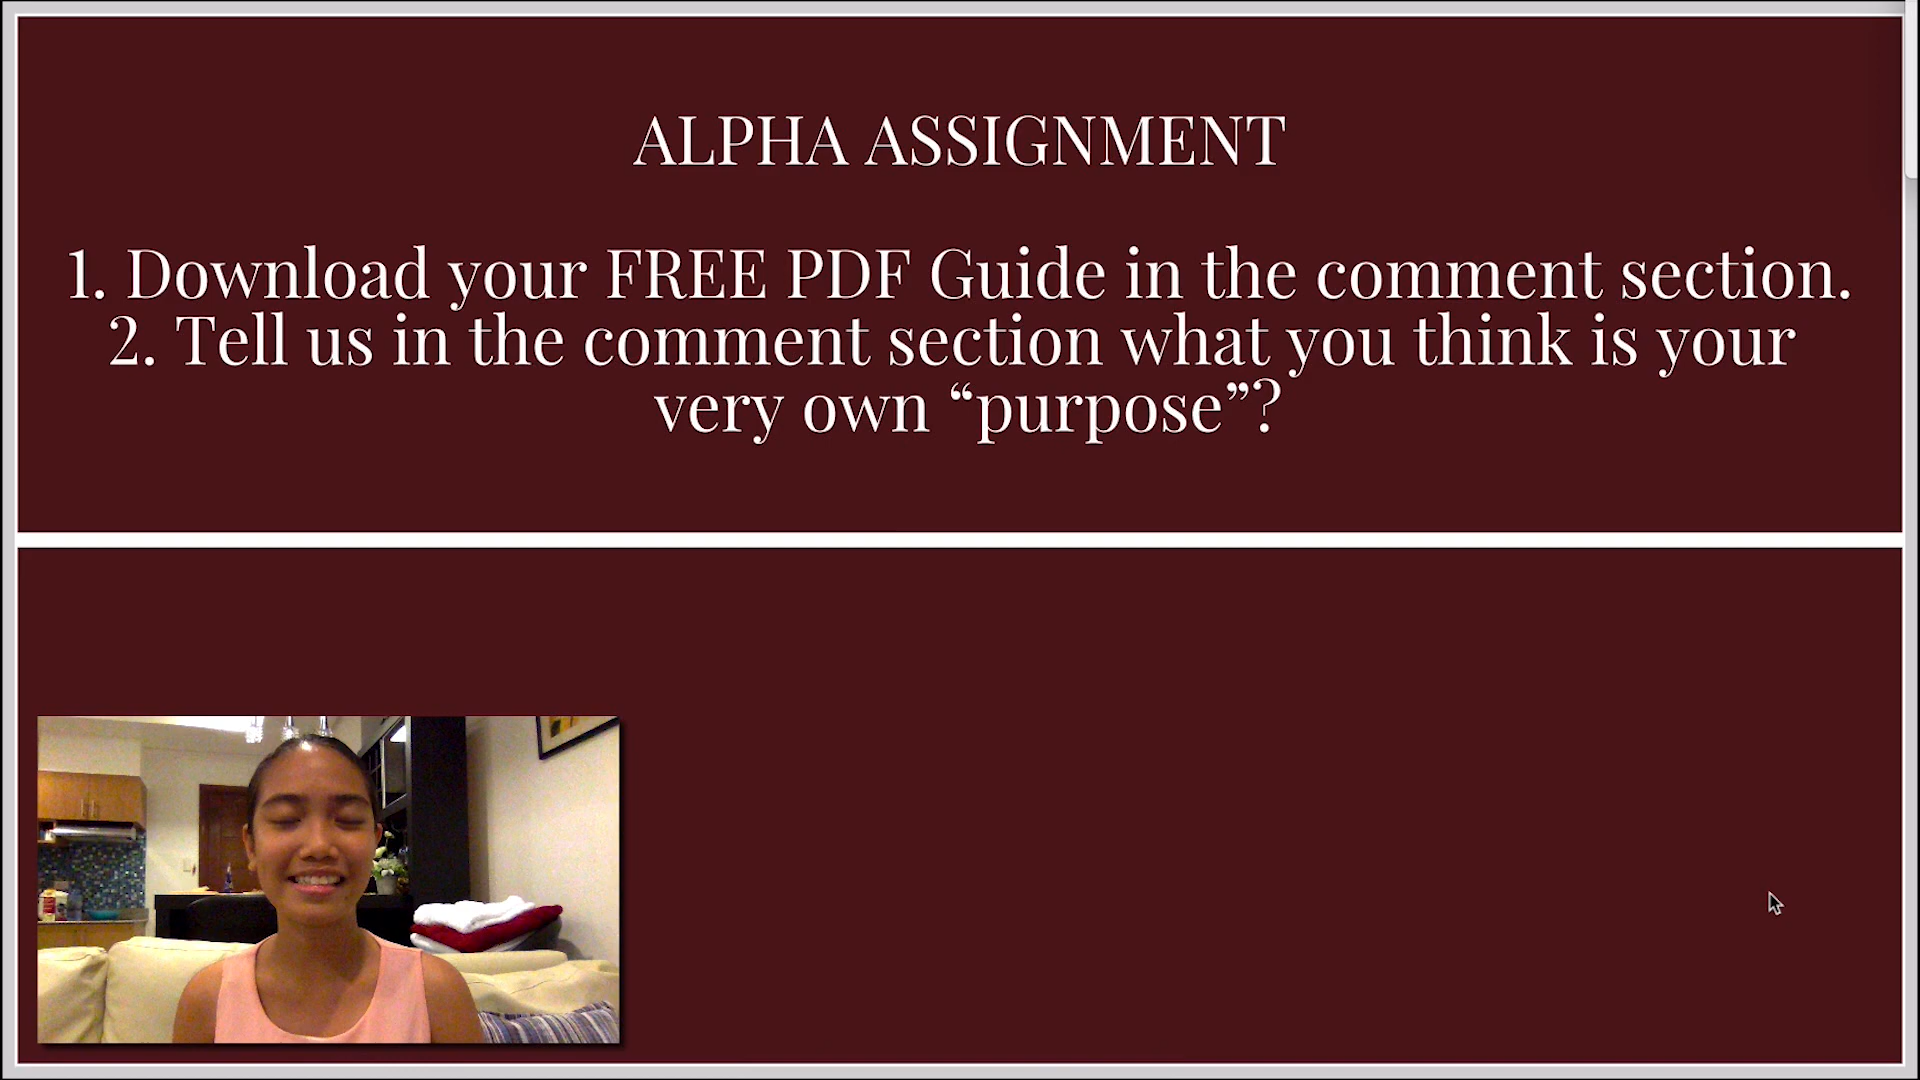 ALPHA ASSIGNMENT
1. Download your FREE PDF Guide in the comment section.
2. Tell us in the comment section what you think is your
very own “purpose”?